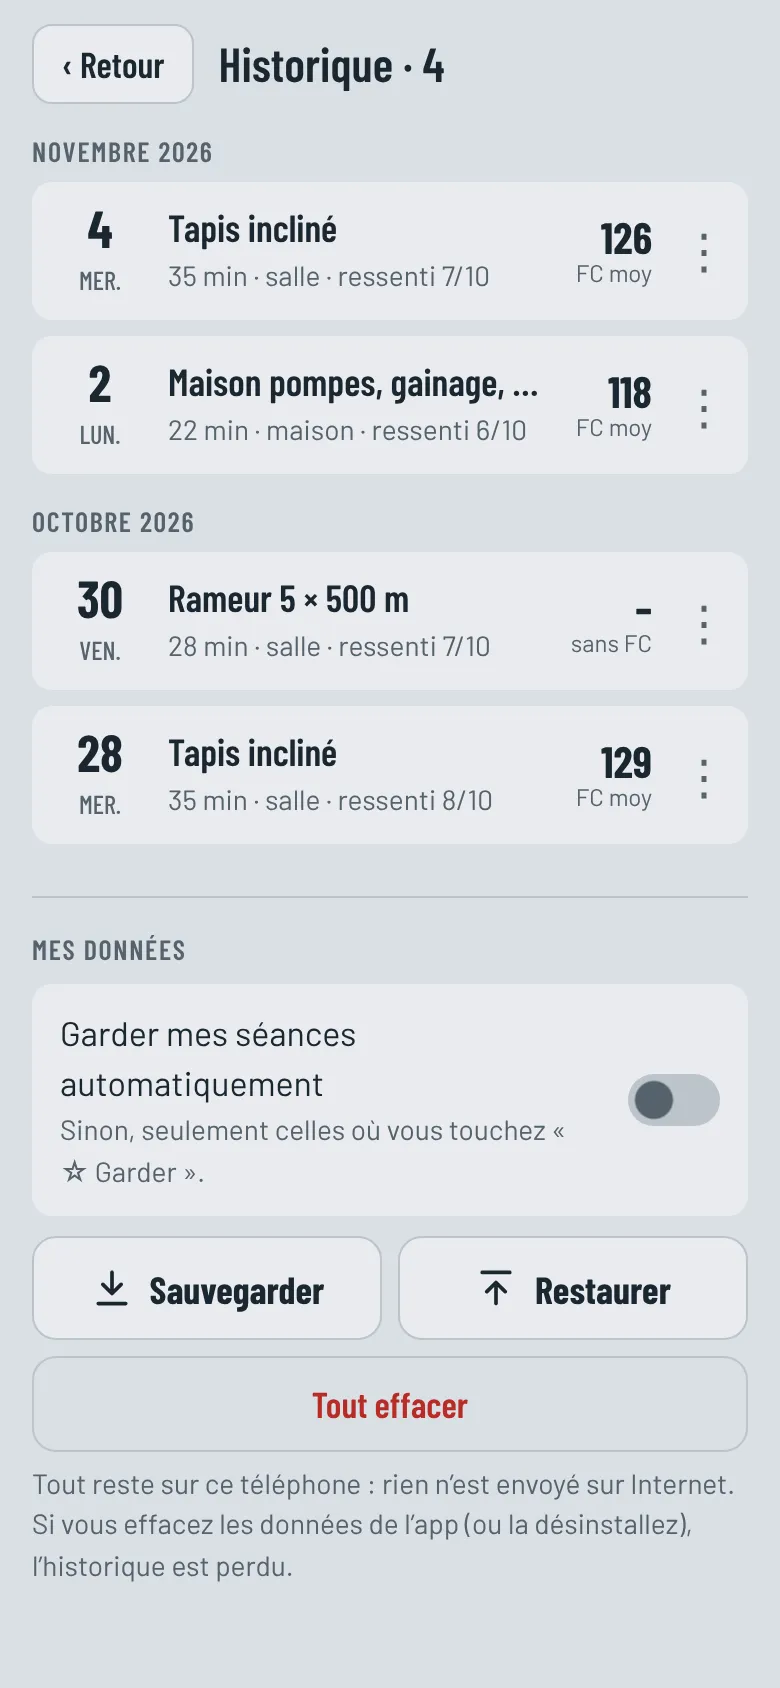 ‹ Retour
Historique · 4
NOVEMBRE 2026
4
MER.
Tapis incliné
35 min · salle · ressenti 7/10
126
FC moy
2
LUN.
Maison pompes, gainage, ...
22 min · maison · ressenti 6/10
118
FC moy
OCTOBRE 2026
30
VEN.
Rameur 5 × 500 m
28 min · salle · ressenti 7/10
–
sans FC
28
MER.
Tapis incliné
35 min · salle · ressenti 8/10
129
FC moy
MES DONNÉES
Garder mes séances
automatiquement
Sinon, seulement celles où vous touchez «
☆ Garder ».
Sauvegarder
Restaurer
Tout effacer
Tout reste sur ce téléphone : rien n’est envoyé sur Internet.
Si vous effacez les données de l’app (ou la désinstallez),
l’historique est perdu.